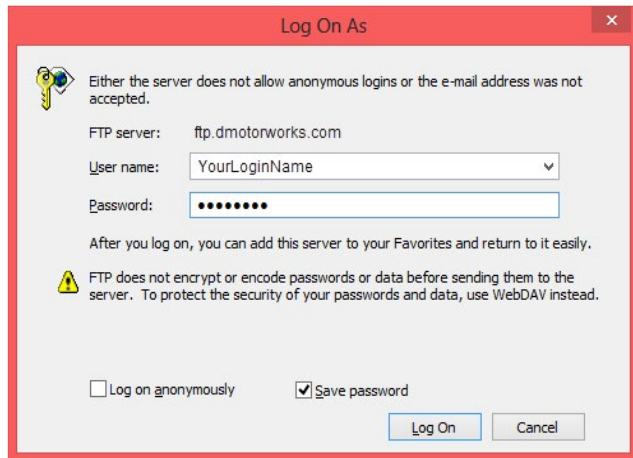 Log On As
Either the server does not allow anonymous logins or the e-mail address was not
accepted.
FTP server: ftp.dmotorworks.com
User name: YourLoginName
Password: ••••••••
After you log on, you can add this server to your Favorites and return to it easily.
FTP does not encrypt or encode passwords or data before sending them to the
server. To protect the security of your passwords and data, use WebDAV instead.
Log on anonymously Save password
Log On Cancel